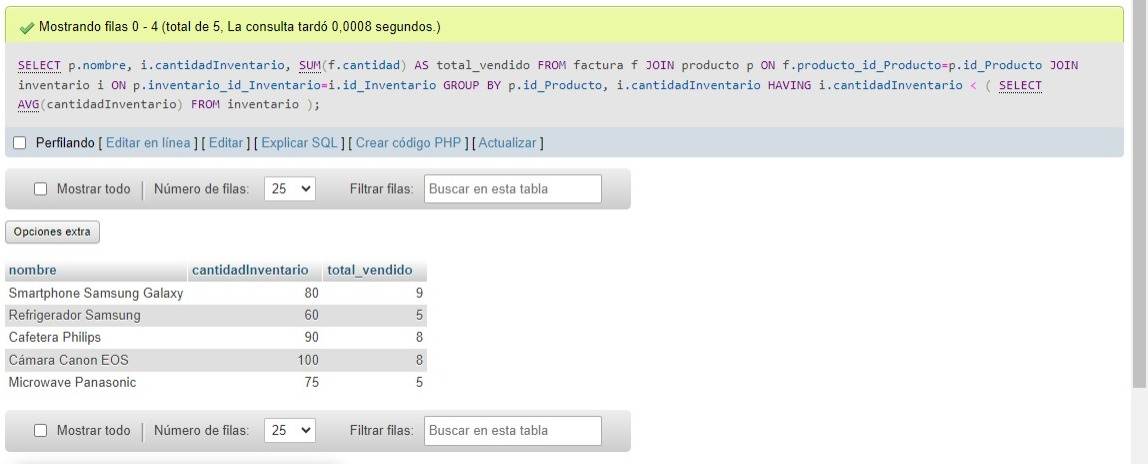 Mostrando filas 0 - 4 (total de 5, La consulta tardó 0,0008 segundos.)
SELECT p.nombre, i.cantidadInventario, SUM(f.cantidad) AS total_vendido FROM factura f JOIN producto p ON f.producto_id_Producto=p.id_Producto JOIN
inventario i ON p.inventario_id_Inventario=i.id_Inventario GROUP BY p.id_Producto, i.cantidadInventario HAVING i.cantidadInventario < ( SELECT
AVG(cantidadInventario) FROM inventario );
Perfilando [ Editar en línea ] [ Editar ] [ Explicar SQL ] [ Crear código PHP ] [ Actualizar ]
Mostrar todo | Número de filas: 25 Filtrar filas: Buscar en esta tabla
Opciones extra
nombre cantidadInventario total_vendido
Smartphone Samsung Galaxy 80 9
Refrigerador Samsung 60 5
Cafetera Philips 90 8
Cámara Canon EOS 100 8
Microwave Panasonic 75 5
Mostrar todo | Número de filas: 25 Filtrar filas: Buscar en esta tabla